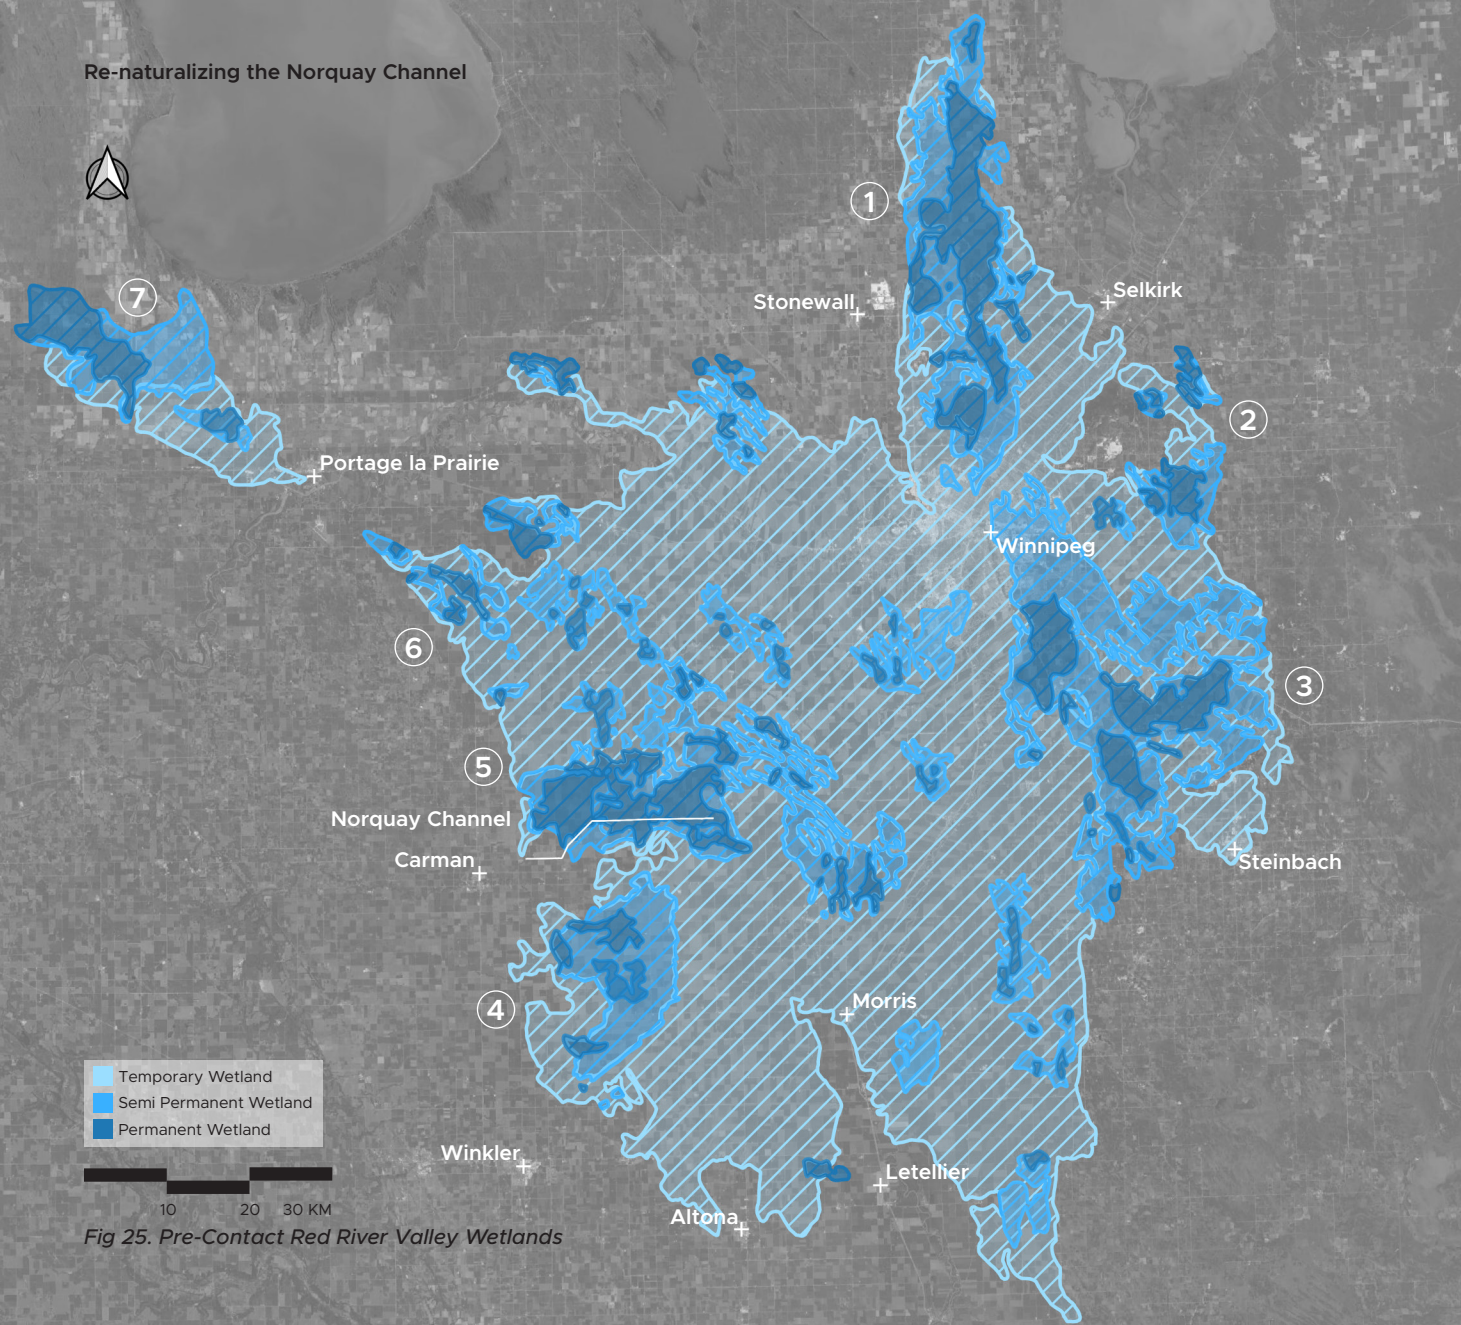 Re-naturalizing the Norquay Channel
1
Selkirk
Stonewall
7
2
Portage la Prairie
Winnipeg
6
3
5
Norquay Channel
Carman
Steinbach
4
Morris
Temporary Wetland
Semi Permanent Wetland
Permanent Wetland
Winkler
Letellier
10 20 30 KM
Altona
Fig 25. Pre-Contact Red River Valley Wetlands